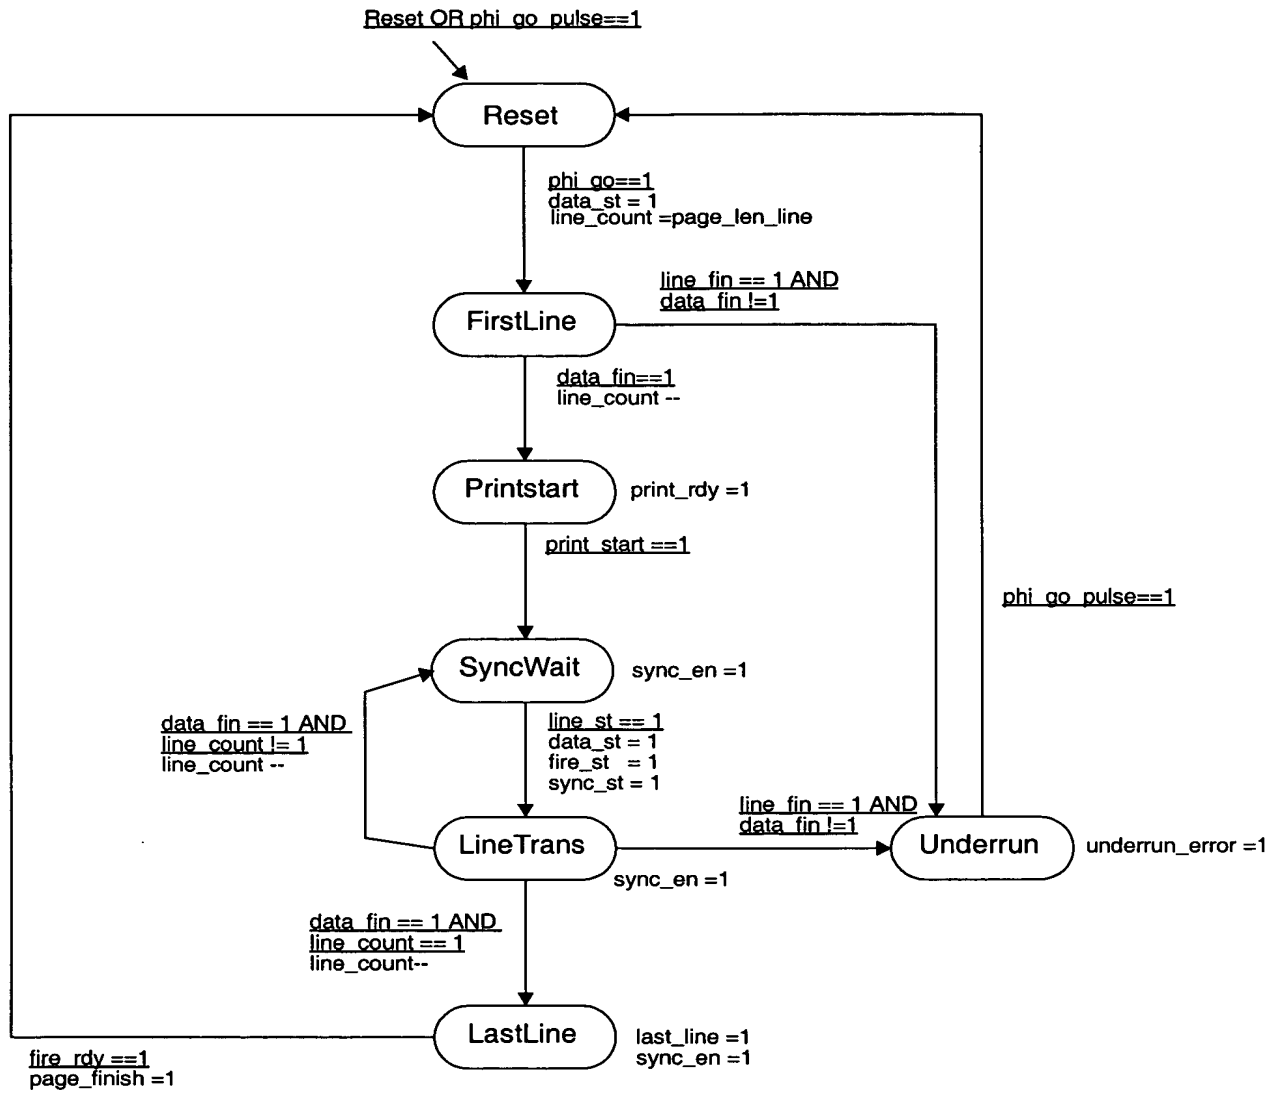 Reset OR phi_go_pulse==1
Reset
phi_go==1
data_st = 1
line_count =page_len_line
line_fin == 1 AND
data_fin !=1
FirstLine
data_fin==1
line_count --
Printstart
print_rdy =1
print_start ==1
phi_go_pulse==1
SyncWait
sync_en =1
data_fin == 1 AND
line_count != 1
line_count --
line_st == 1
data_st = 1
fire_st = 1
sync_st = 1
line_fin == 1 AND
data_fin !=1
LineTrans
sync_en =1
Underrun
underrun_error =1
data_fin == 1 AND
line_count == 1
line_count--
LastLine
last_line =1
sync_en =1
fire_rdy ==1
page_finish =1